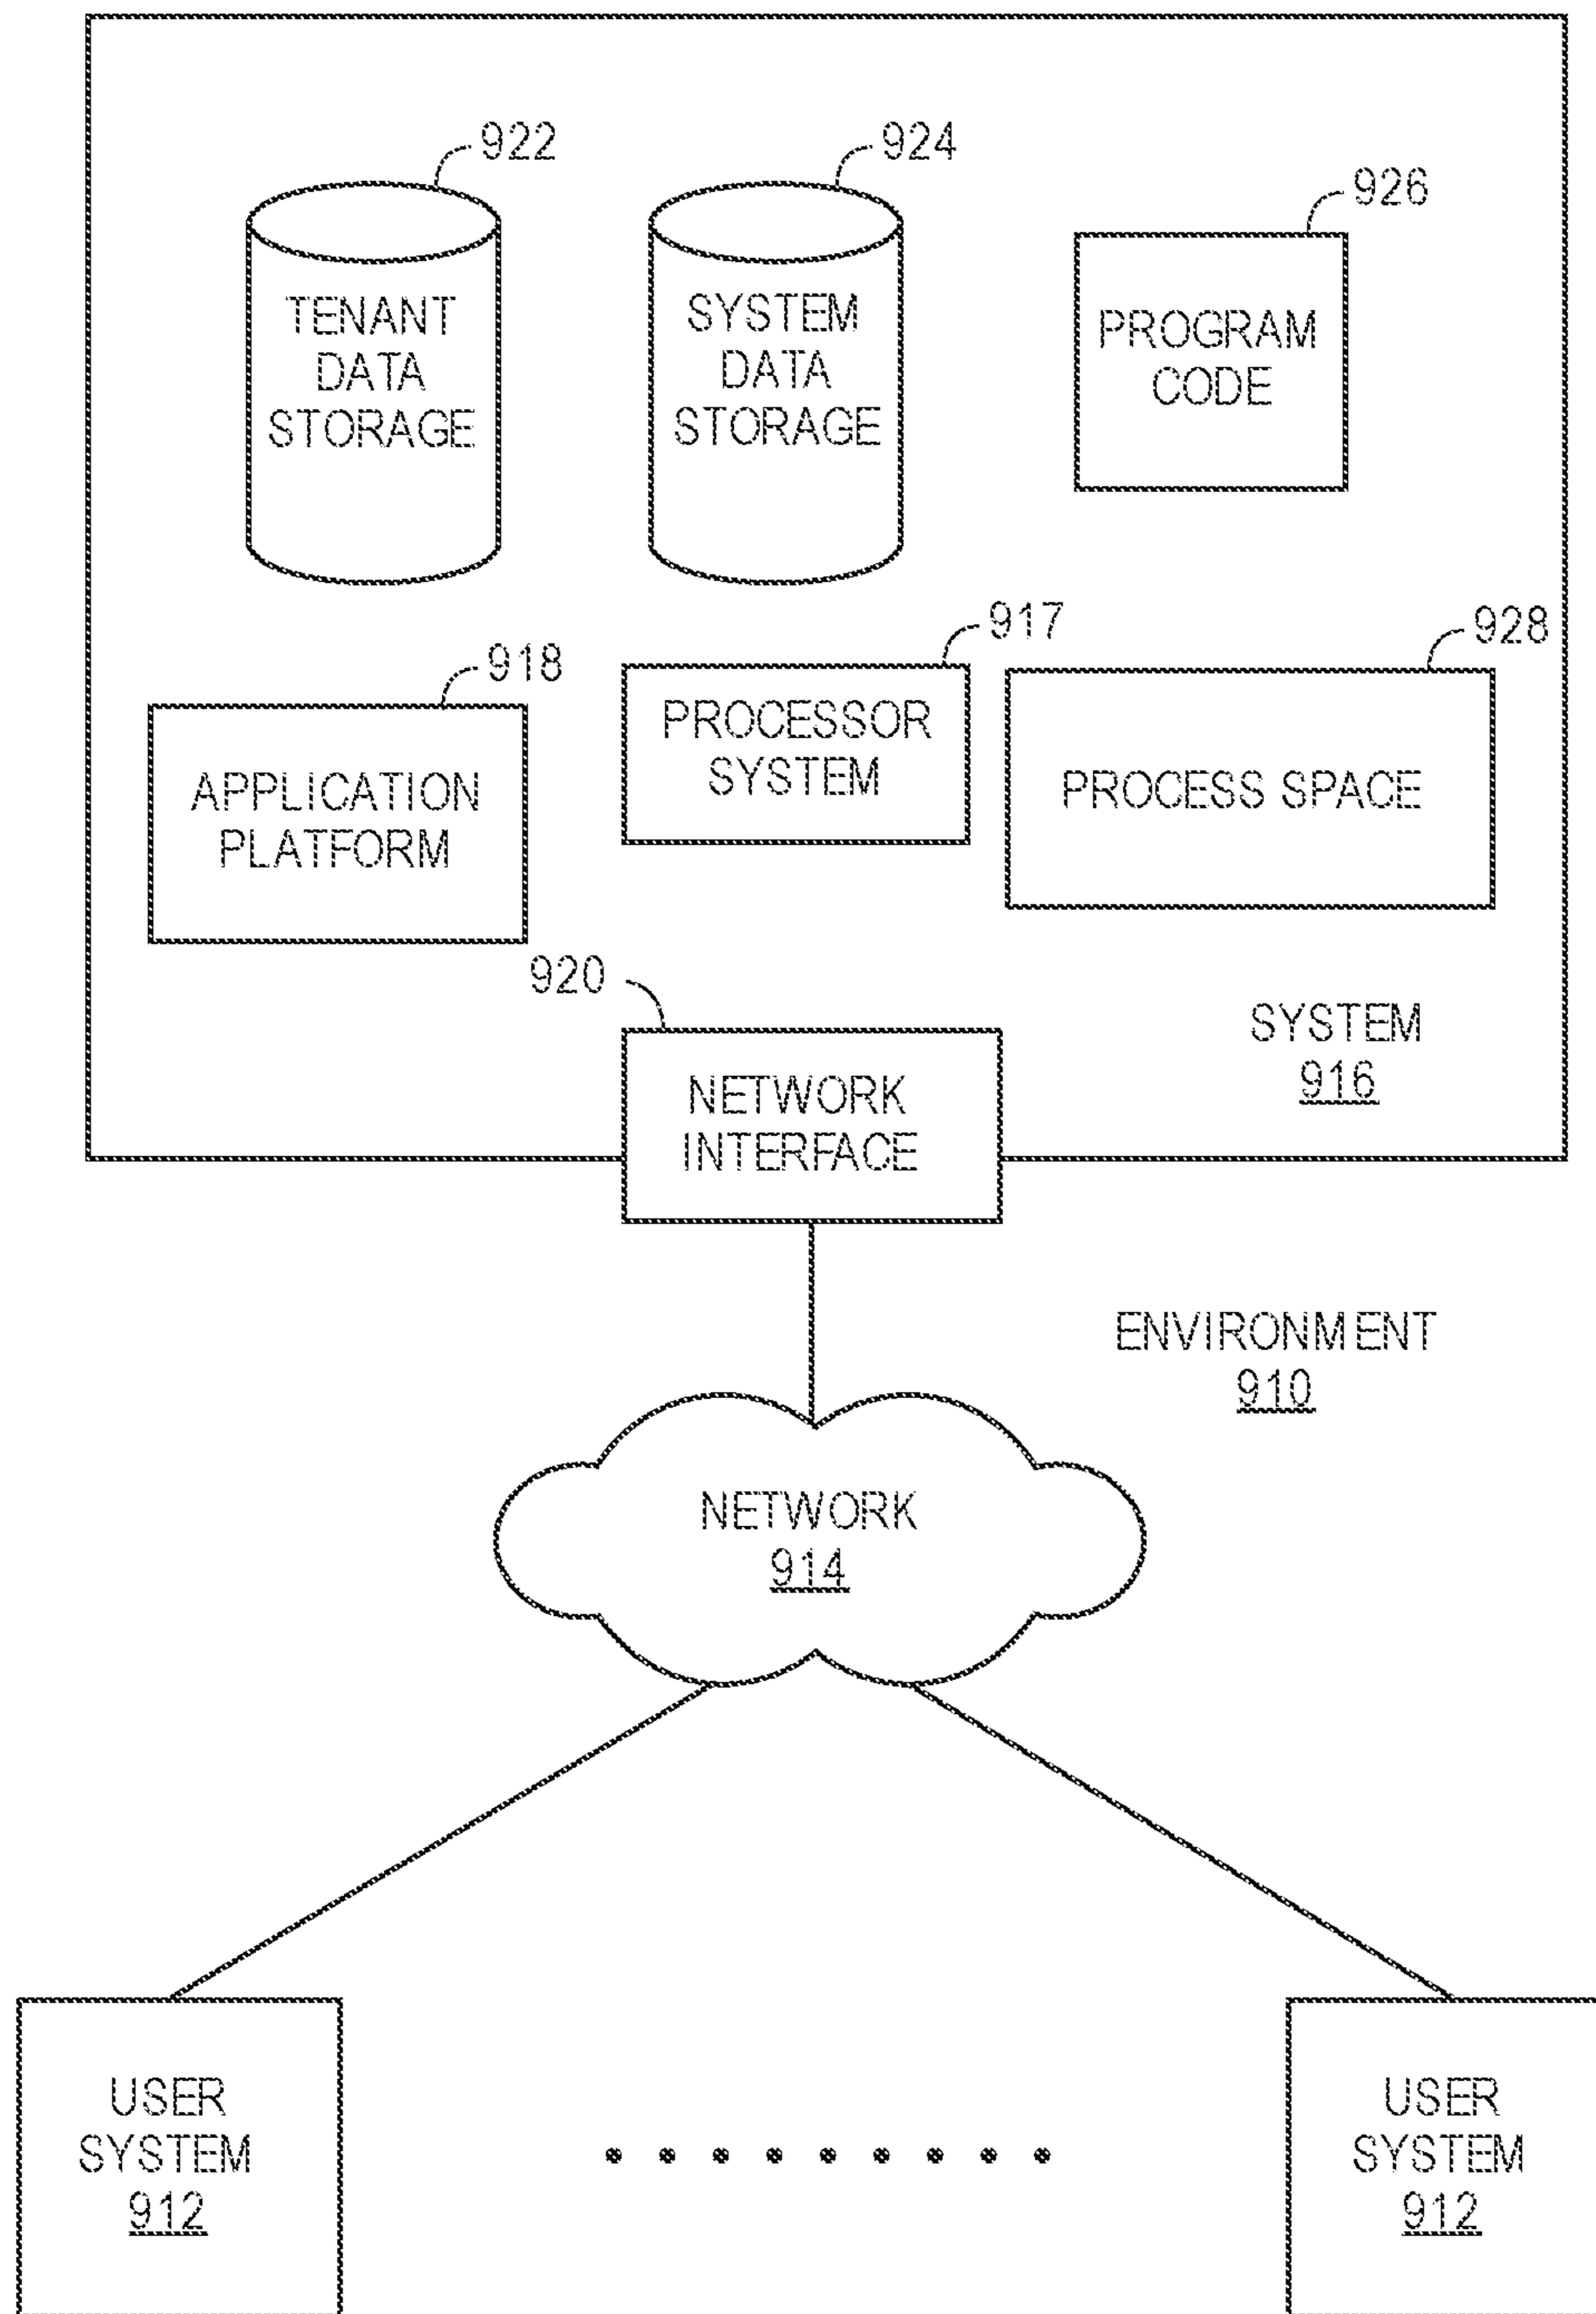 922
924
926
TENANT
DATA
STORAGE
SYSTEM
DATA
STORAGE
PROGRAM
CODE
918
917
928
APPLICATION
PLATFORM
PROCESSOR
SYSTEM
PROCESS SPACE
920
NETWORK
INTERFACE
SYSTEM
916
ENVIRONMENT
910
NETWORK
914
USER
SYSTEM
912
USER
SYSTEM
912